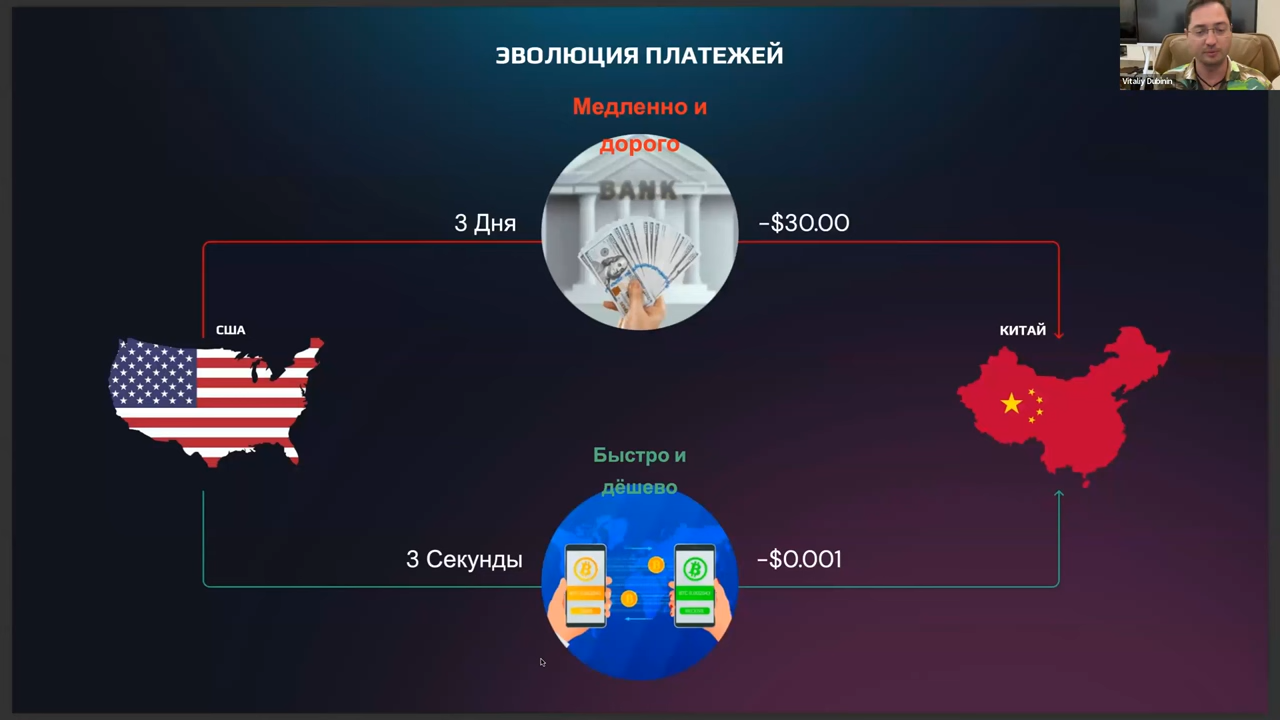 ЭВОЛЮЦИЯ ПЛАТЕЖЕЙ
Vitaliy Dubinin
Медленно и
дорого
BANK
3 Дня
-$30.00
США
КИТАЙ
Быстро и
дёшево
3 Секунды
-$0.001